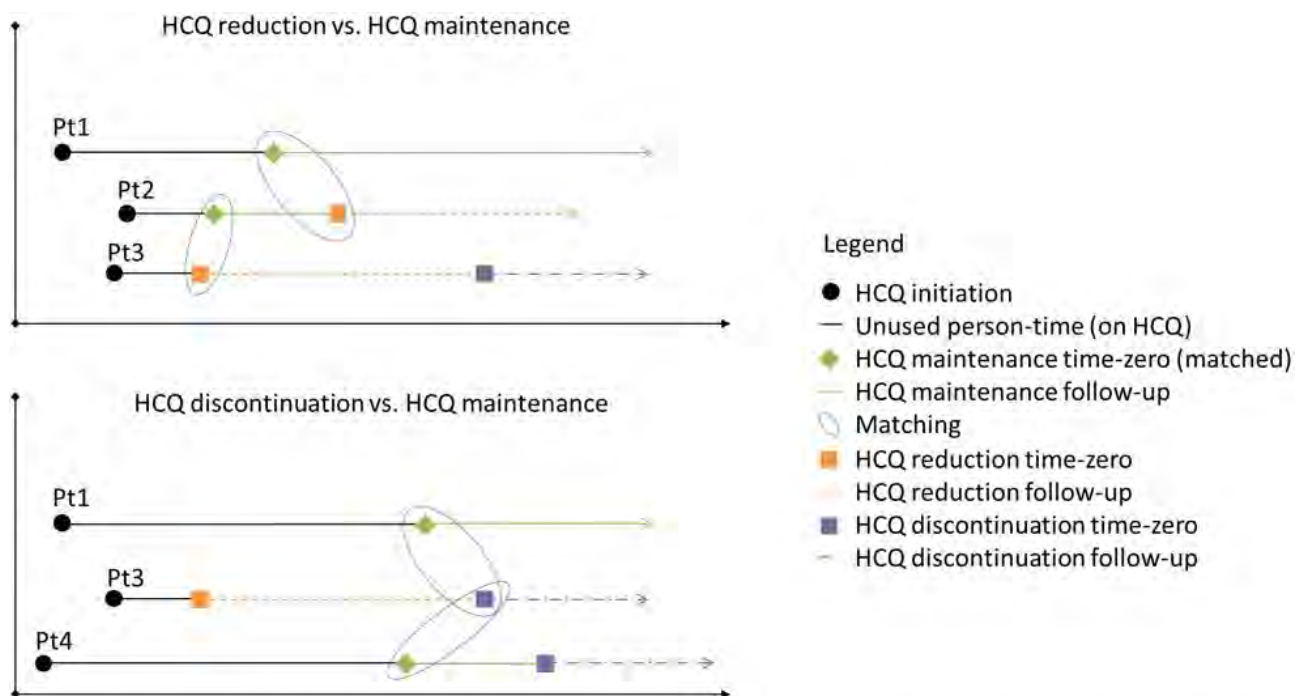 HCQ reduction vs. HCQ maintenance
Pt1
Pt2
Pt3
Legend
HCQ initiation
Unused person-time (on HCQ)
HCQ maintenance time-zero (matched)
HCQ maintenance follow-up
Matching
HCQ reduction time-zero
HCQ reduction follow-up
HCQ discontinuation time-zero
HCQ discontinuation follow-up
HCQ discontinuation vs. HCQ maintenance
Pt1
Pt3
Pt4